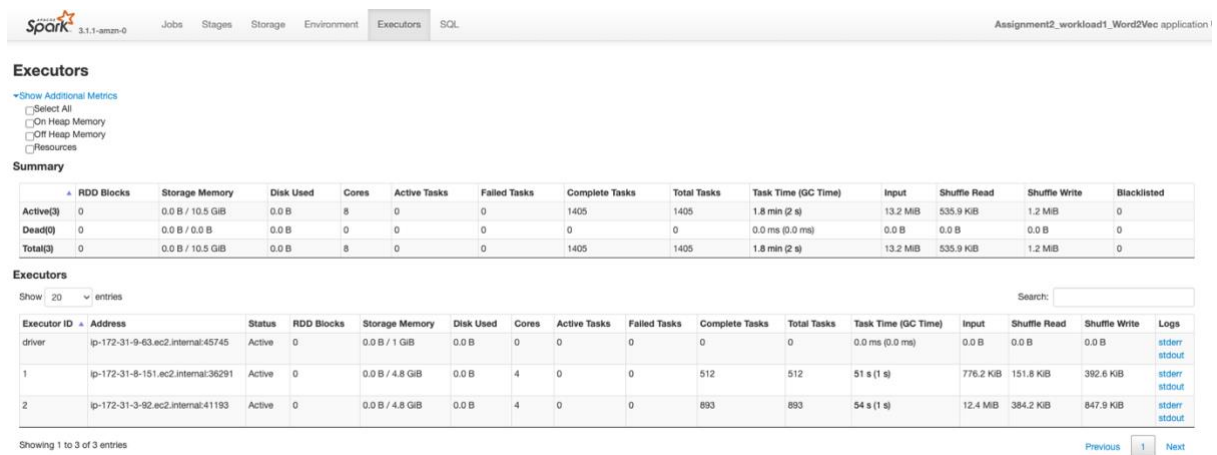 APACHE Spark 3.1.1-amzn-0 Jobs Stages Storage Environment Executors SQL Assignment2_workload1_Word2Vec application
Executors
Show Additional Metrics
Select All
On Heap Memory
Off Heap Memory
Resources
Summary
RDD Blocks Storage Memory Disk Used Cores Active Tasks Failed Tasks Complete Tasks Total Tasks Task Time (GC Time) Input Shuffle Read Shuffle Write Blacklisted
Active(3) 0 0.0 B / 10.5 GiB 0.0 B 8 0 0 1405 1405 1.8 min (2 s) 13.2 MiB 535.9 KiB 1.2 MiB 0
Dead(0) 0 0.0 B / 0.0 B 0.0 B 0 0 0 0 0 0.0 ms (0.0 ms) 0.0 B 0.0 B 0.0 B 0
Total(3) 0 0.0 B / 10.5 GiB 0.0 B 8 0 0 1405 1405 1.8 min (2 s) 13.2 MiB 535.9 KiB 1.2 MiB 0
Executors
Show 20 entries Search:
Executor ID Address Status RDD Blocks Storage Memory Disk Used Cores Active Tasks Failed Tasks Complete Tasks Total Tasks Task Time (GC Time) Input Shuffle Read Shuffle Write Logs
driver ip-172-31-9-63.ec2.internal:45745 Active 0 0.0 B / 1 GiB 0.0 B 0 0 0 0 0 0.0 ms (0.0 ms) 0.0 B 0.0 B 0.0 B stderr
stdout
1 ip-172-31-8-151.ec2.internal:36291 Active 0 0.0 B / 4.8 GiB 0.0 B 4 0 0 512 512 51 s (1 s) 776.2 KiB 151.8 KiB 392.6 KiB stderr
stdout
2 ip-172-31-3-92.ec2.internal:41193 Active 0 0.0 B / 4.8 GiB 0.0 B 4 0 0 893 893 54 s (1 s) 12.4 MiB 384.2 KiB 847.9 KiB stderr
stdout
Showing 1 to 3 of 3 entries Previous 1 Next